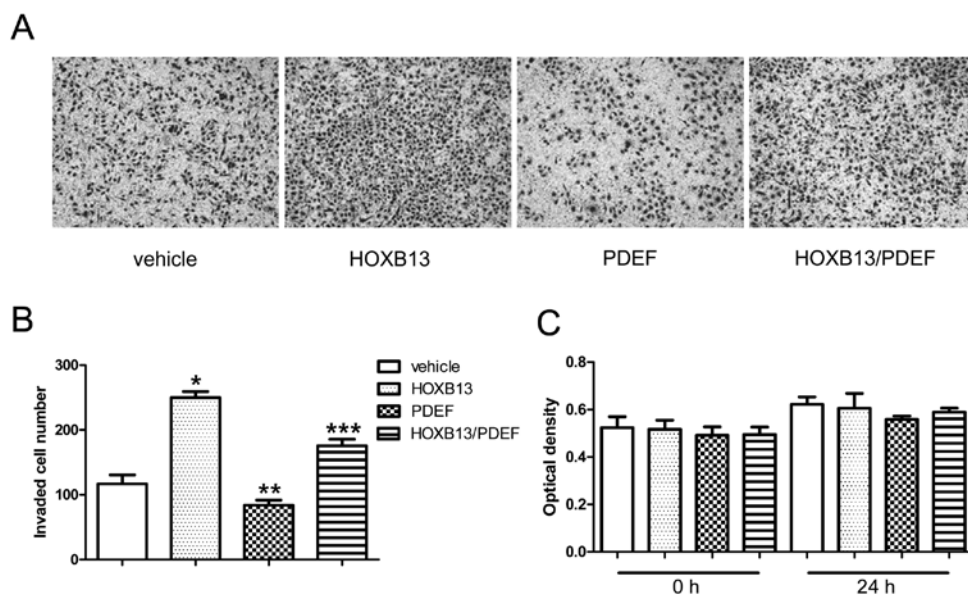 A
vehicle
HOXB13
PDEF
HOXB13/PDEF
B
Invaded cell number
300
200
100
0
*
**
***
vehicle
HOXB13
PDEF
HOXB13/PDEF
C
Optical density
0.8
0.6
0.4
0.2
0.0
0 h
24 h